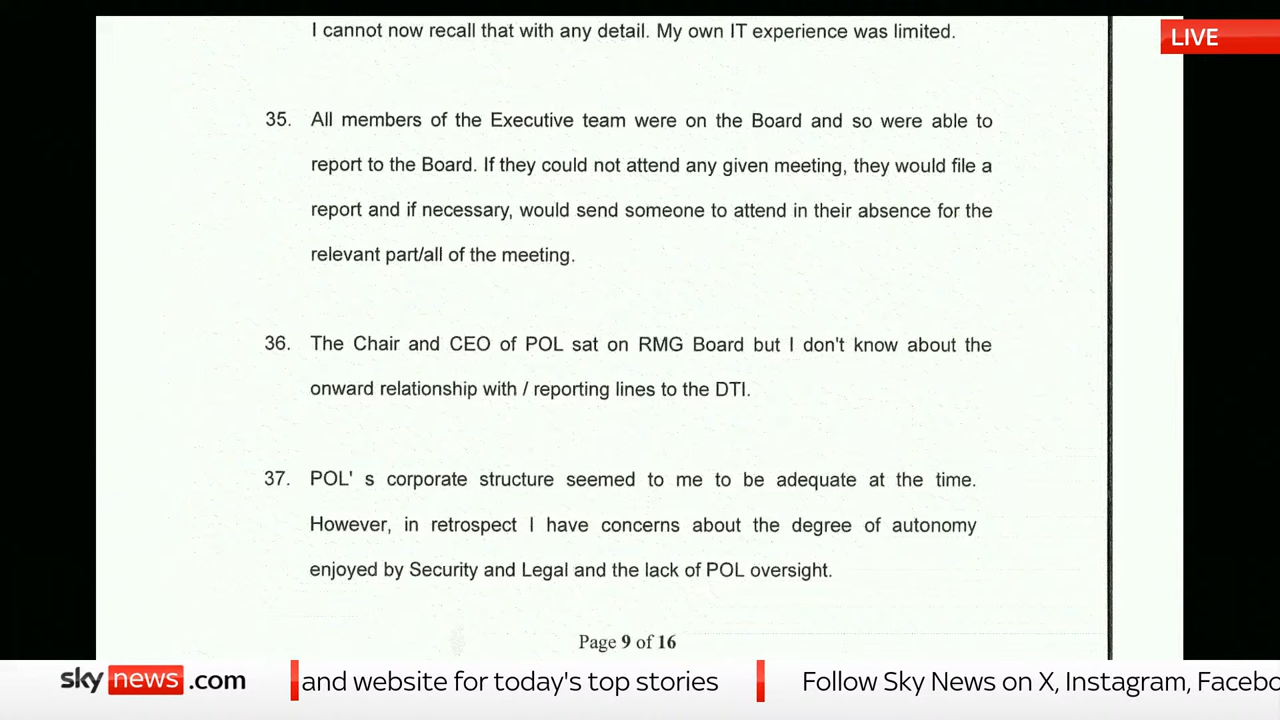 I cannot now recall that with any detail. My own IT experience was limited.
LIVE
35. All members of the Executive team were on the Board and so were able to
report to the Board. If they could not attend any given meeting, they would file a
report and if necessary, would send someone to attend in their absence for the
relevant part/all of the meeting.
36. The Chair and CEO of POL sat on RMG Board but I don't know about the
onward relationship with / reporting lines to the DTI.
37. POL' s corporate structure seemed to me to be adequate at the time.
However, in retrospect I have concerns about the degree of autonomy
enjoyed by Security and Legal and the lack of POL oversight.
Page 9 of 16
sky news .com and website for today's top stories Follow Sky News on X, Instagram, Facebo